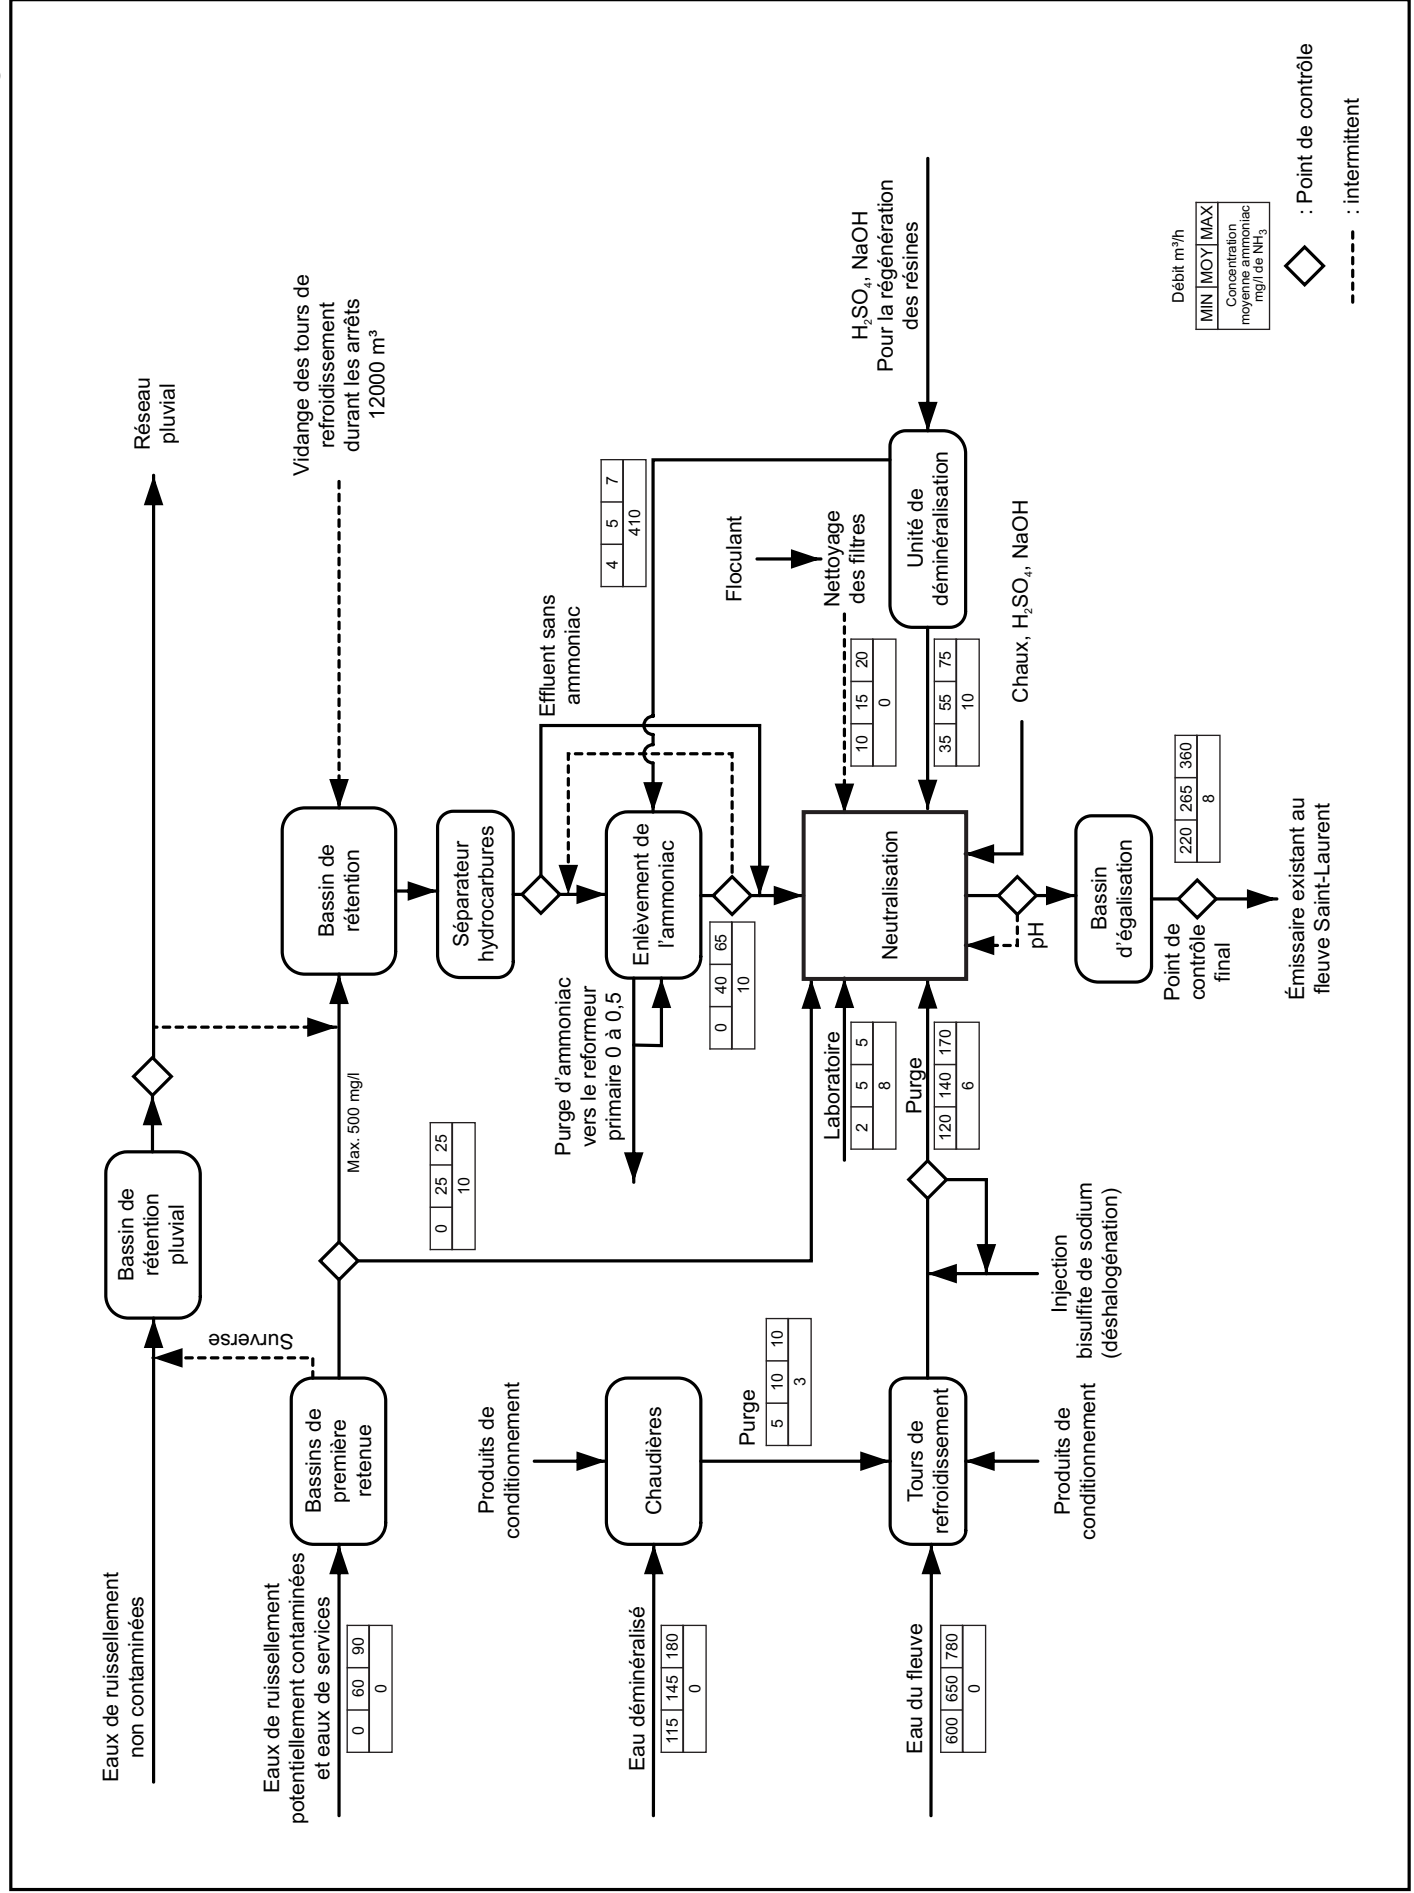 Eaux de ruissellement
non contaminées
Surverse
Bassin de
rétention
pluvial
Réseau
pluvial
Eaux de ruissellement
potentiellement contaminées
et eaux de services
0 60 90
0
Bassins de
première
retenue
Max. 500 mg/l
0 25 25
10
Bassin de
rétention
Vidange des tours de
refroidissement
durant les arrêts
12000 m³
Séparateur
hydrocarbures
Effluent sans
ammoniac
Purge d'ammoniac
vers le reformeur
primaire 0 à 0,5
Enlèvement de
l'ammoniac
0 40 65
10
4 5 7
410
Floculant
Nettoyage
des filtres
10 15 20
0
Eau déminéralisé
115 145 180
0
Produits de
conditionnement
Chaudières
Purge
5 10 10
3
Laboratoire
2 5 5
8
Neutralisation
35 55 75
10
Unité de
déminéralisation
H₂SO₄, NaOH
Pour la régénération
des résines
Eau du fleuve
600 650 780
0
Tours de
refroidissement
Produits de
conditionnement
Injection
bisulfite de sodium
(déshalogénation)
Purge
120 140 170
6
Chaux, H₂SO₄, NaOH
pH
Bassin
d'égalisation
Point de
contrôle
final
220 265 360
8
Émissaire existant au
fleuve Saint-Laurent
Débit m³/h
MIN MOY MAX
Concentration
moyenne ammoniac
mg/l de NH₃
: Point de contrôle
: intermittent